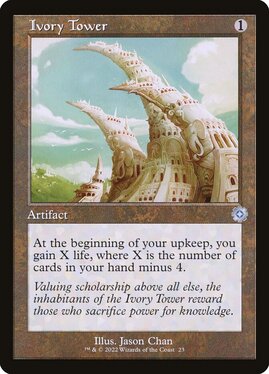 Ivory Tower 1
Artifact
At the beginning of your upkeep, you
gain X life, where X is the number of
cards in your hand minus 4.
Valuing scholarship above all else, the
inhabitants of the Ivory Tower reward
those who sacrifice power for knowledge.
Illus. Jason Chan
™ & © 2022 Wizards of the Coast 23